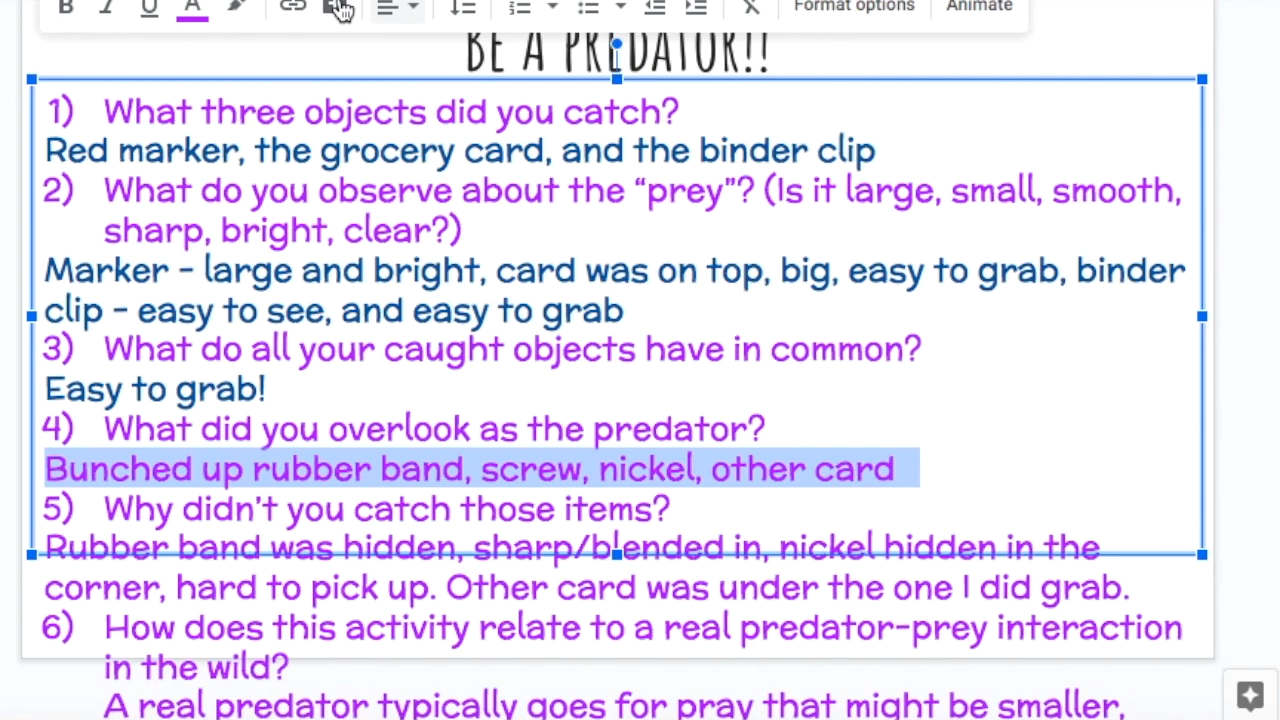 B I U A Format options Animate
BE A PREDATOR!!
1) What three objects did you catch?
Red marker, the grocery card, and the binder clip
2) What do you observe about the "prey"? (Is it large, small, smooth,
sharp, bright, clear?)
Marker - large and bright, card was on top, big, easy to grab, binder
clip - easy to see, and easy to grab
3) What do all your caught objects have in common?
Easy to grab!
4) What did you overlook as the predator?
Bunched up rubber band, screw, nickel, other card
5) Why didn't you catch those items?
Rubber band was hidden, sharp/blended in, nickel hidden in the
corner, hard to pick up. Other card was under the one I did grab.
6) How does this activity relate to a real predator-prey interaction
in the wild?
A real predator typically goes for pray that might be smaller,